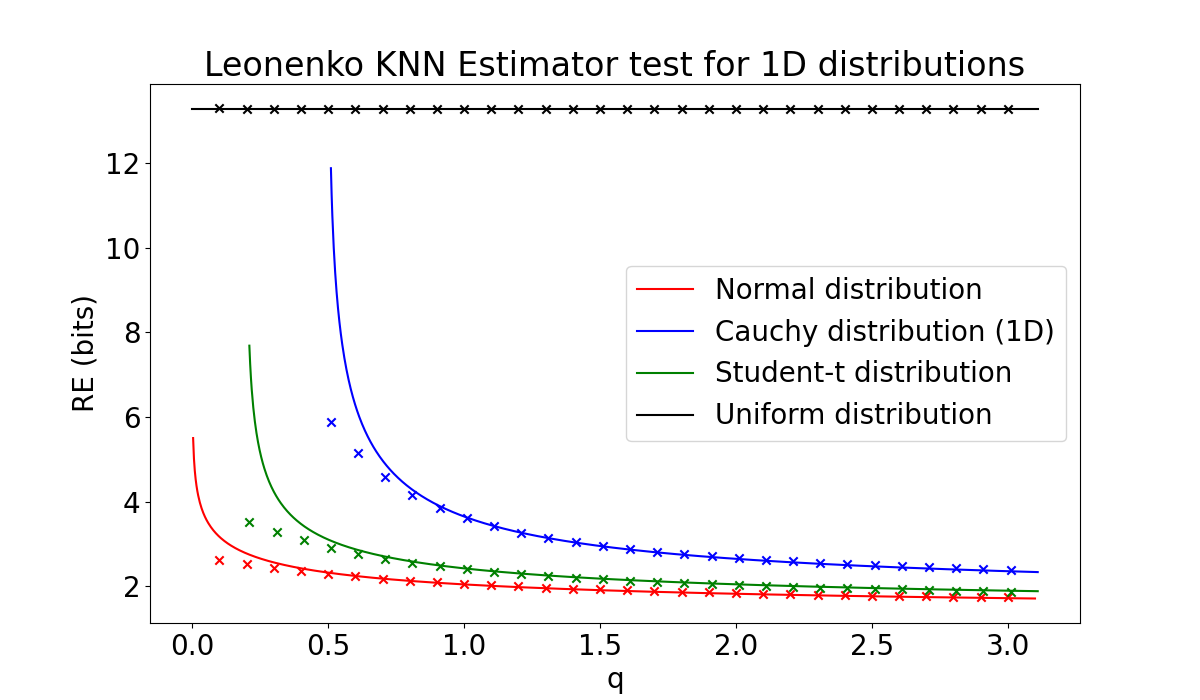 Leonenko KNN Estimator test for 1D distributions
RE (bits)
12
10
8
6
4
2
Normal distribution
Cauchy distribution (1D)
Student-t distribution
Uniform distribution
0.0 0.5 1.0 1.5 2.0 2.5 3.0
q